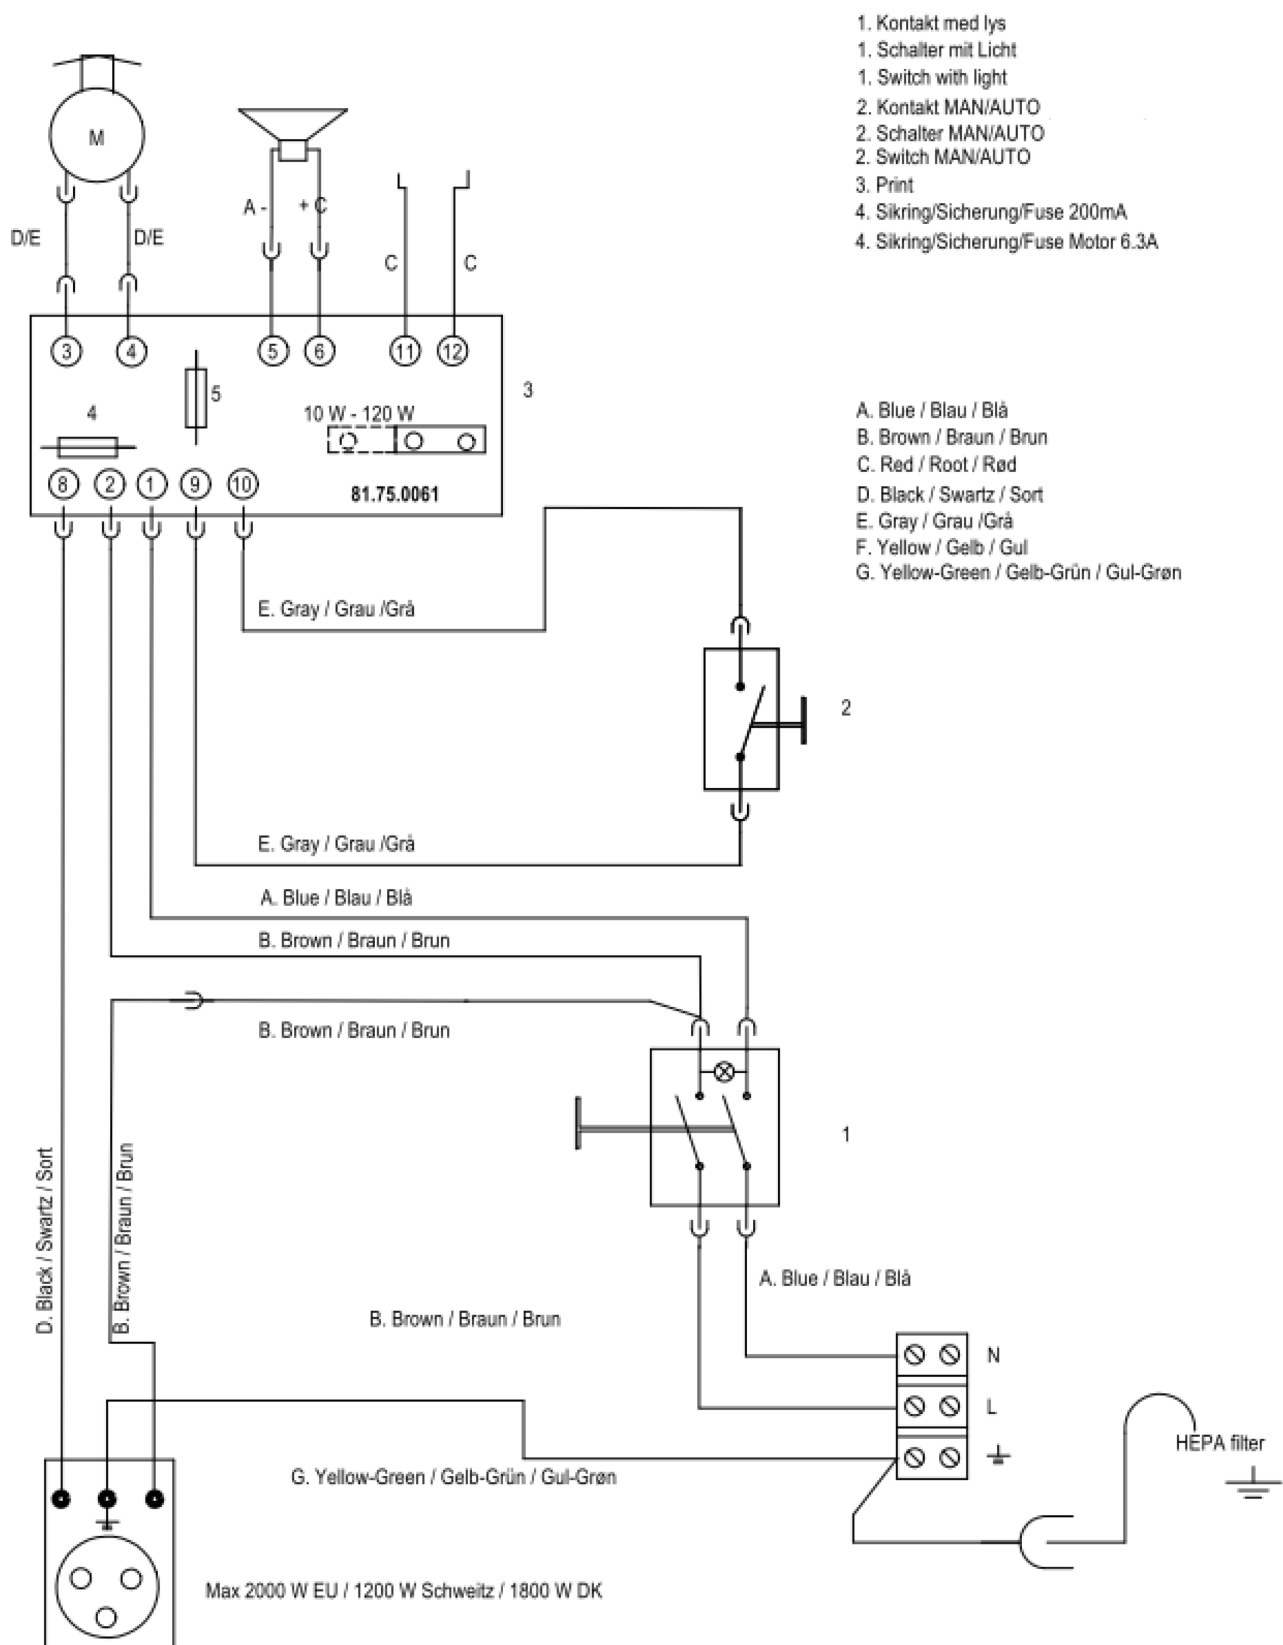 1. Kontakt med lys
1. Schalter mit Licht
1. Switch with light
2. Kontakt MAN/AUTO
2. Schalter MAN/AUTO
2. Switch MAN/AUTO
3. Print
4. Sikring/Sicherung/Fuse 200mA
4. Sikring/Sicherung/Fuse Motor 6.3A
M
A - + C
D/E D/E
C C
3 4 5 6 11 12
5
3
4
10 W - 120 W
8 2 1 9 10
81.75.0061
A. Blue / Blau / Blå
B. Brown / Braun / Brun
C. Red / Root / Rød
D. Black / Swartz / Sort
E. Gray / Grau /Grå
F. Yellow / Gelb / Gul
G. Yellow-Green / Gelb-Grün / Gul-Grøn
E. Gray / Grau /Grå
2
E. Gray / Grau /Grå
A. Blue / Blau / Blå
B. Brown / Braun / Brun
B. Brown / Braun / Brun
1
D. Black / Swartz / Sort
B. Brown / Braun / Brun
A. Blue / Blau / Blå
B. Brown / Braun / Brun
N
L
HEPA filter
G. Yellow-Green / Gelb-Grün / Gul-Grøn
Max 2000 W EU / 1200 W Schweitz / 1800 W DK